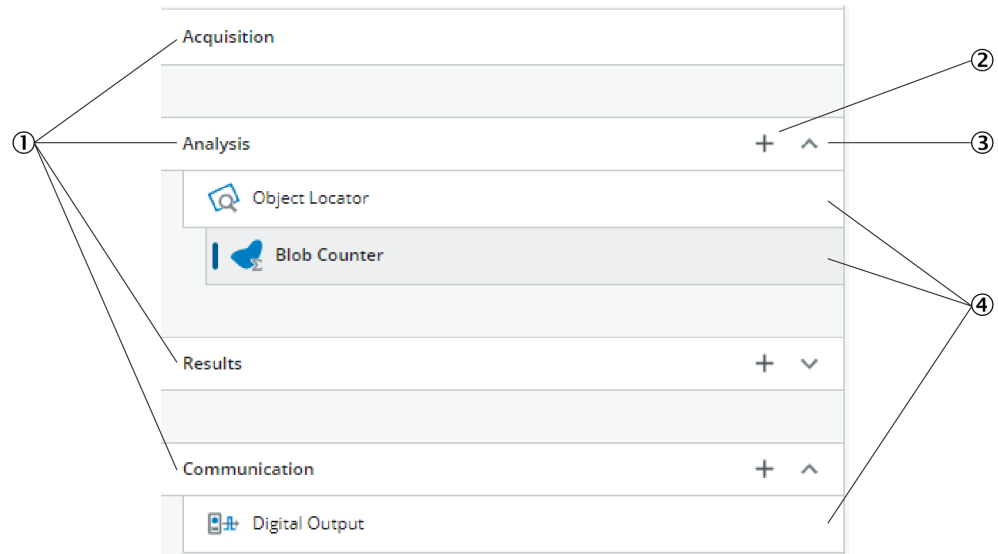 Acquisition
②
①
Analysis
③
Object Locator
Blob Counter
④
Results
Communication
Digital Output